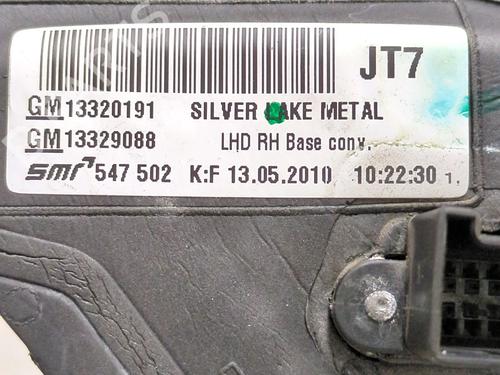 JT7
GM13320191 SILVER LAKE METAL
GM13329088 LHD RH Base conv.
smr 547 502 K:F 13.05.2010 10:22:30 1.